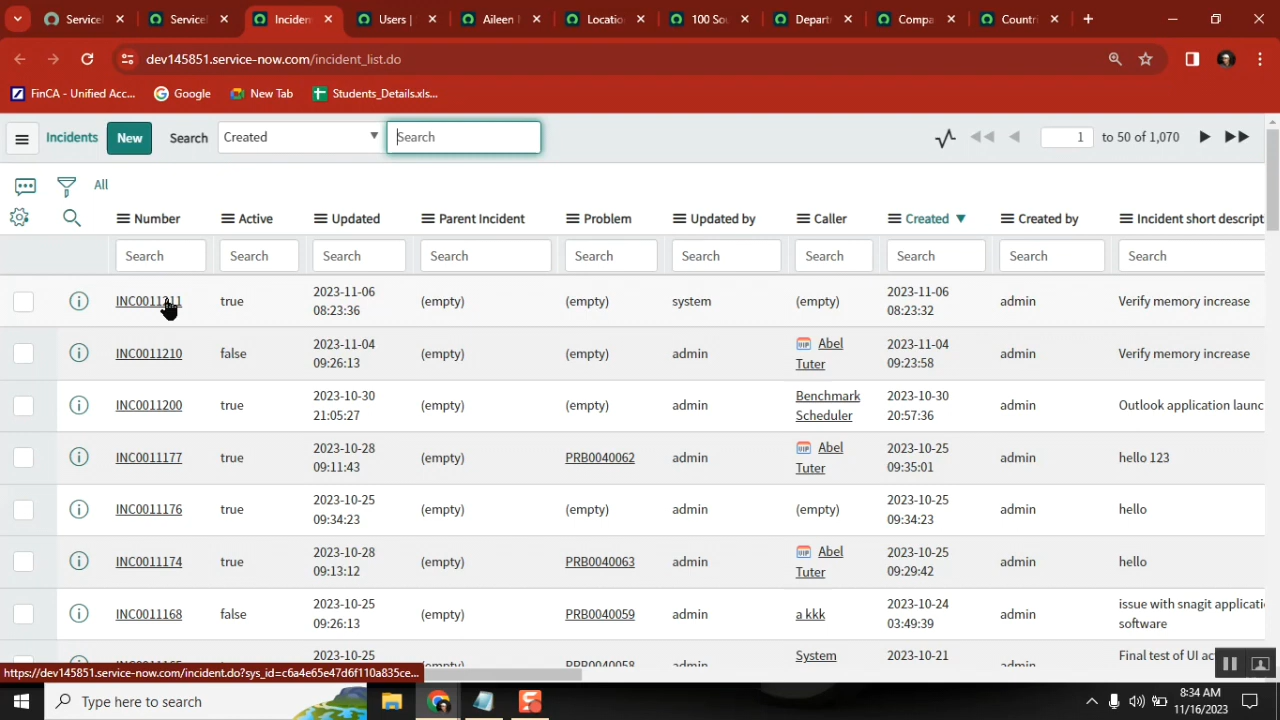 Servicel
Servicel
Inciden
Users |
Aileen
Locatio
100 So
Depart
Compa
Countri
dev145851.service-now.com/incident_list.do
FinCA - Unified Acc...
Google
New Tab
Students_Details.xls...
Incidents New Search Created Search 1 to 50 of 1,070
All
Number Active Updated Parent Incident Problem Updated by Caller Created Created by Incident short descript
Search Search Search Search Search Search Search Search Search Search
INC0011211 true 2023-11-06 08:23:36 (empty) (empty) system (empty) 2023-11-06 08:23:32 admin Verify memory increase
INC0011210 false 2023-11-04 09:26:13 (empty) (empty) admin VIP Abel Tuter 2023-11-04 09:23:58 admin Verify memory increase
INC0011200 true 2023-10-30 21:05:27 (empty) (empty) admin Benchmark Scheduler 2023-10-30 20:57:36 admin Outlook application launc
INC0011177 true 2023-10-28 09:11:43 (empty) PRB0040062 admin VIP Abel Tuter 2023-10-25 09:35:01 admin hello 123
INC0011176 true 2023-10-25 09:34:23 (empty) (empty) admin (empty) 2023-10-25 09:34:23 admin hello
INC0011174 true 2023-10-28 09:13:12 (empty) PRB0040063 admin VIP Abel Tuter 2023-10-25 09:29:42 admin hello
INC0011168 false 2023-10-25 09:26:13 (empty) PRB0040059 admin a kkk 2023-10-24 03:49:39 admin issue with snagit applicati software
2023-10-25 (empty) PRB0040058 admin System 2023-10-21 admin Final test of UI ac
https://dev145851.service-now.com/incident.do?sys_id=c6a4e65e47d6f110a835ce...
Type here to search
8:34 AM
11/16/2023